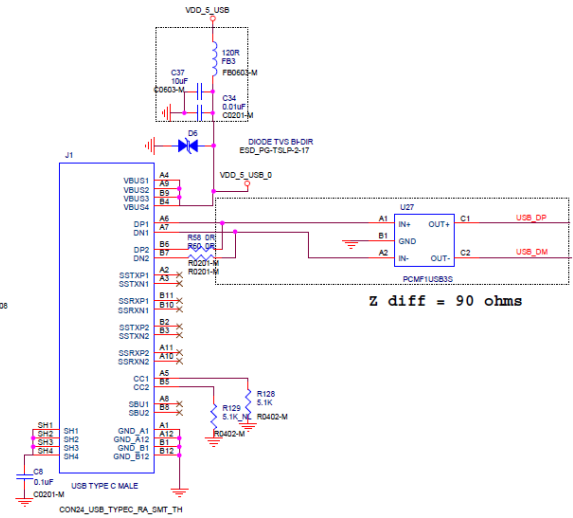 VDD_5_USB
120R
FB3
FB0603-M
C37
10uF
C0603-M
C34
0.01uF
C0201-M
D6
DIODE TVS BI-DIR
ESD_PG-TSLP-2-17
J1
VDD_5_USB_0
VBUS1 A4
VBUS2 A9
VBUS3 B9
VBUS4 B4
U27
DP1 A6
DN1 A7
A1 IN+ OUT+ C1 USB_DP
B1 GND
A2 IN- OUT- C2 USB_DM
PCMF1USB3S
R58 0R
R60 0R
DP2 B6
DN2 B7
R0201-M
R0201-M
Z diff = 90 ohms
SSTXP1 A2
SSTXN1 A3
SSRXP1 B11
SSRXN1 B10
08
SSTXP2 B2
SSTXN2 B3
SSRXP2 A11
SSRXN2 A10
CC1 A5
CC2 B5
R128
5.1K
R0402-M
SBU1 A8
SBU2 B8
R129
5.1K_NL
R0402-M
SH1 SH1 GND_A1 A1
SH2 SH2 GND_A12 A12
SH3 SH3 GND_B1 B1
SH4 SH4 GND_B12 B12
C8
0.1uF
C0201-M
USB TYPE C MALE
CON24_USB_TYPEC_RA_SMT_TH